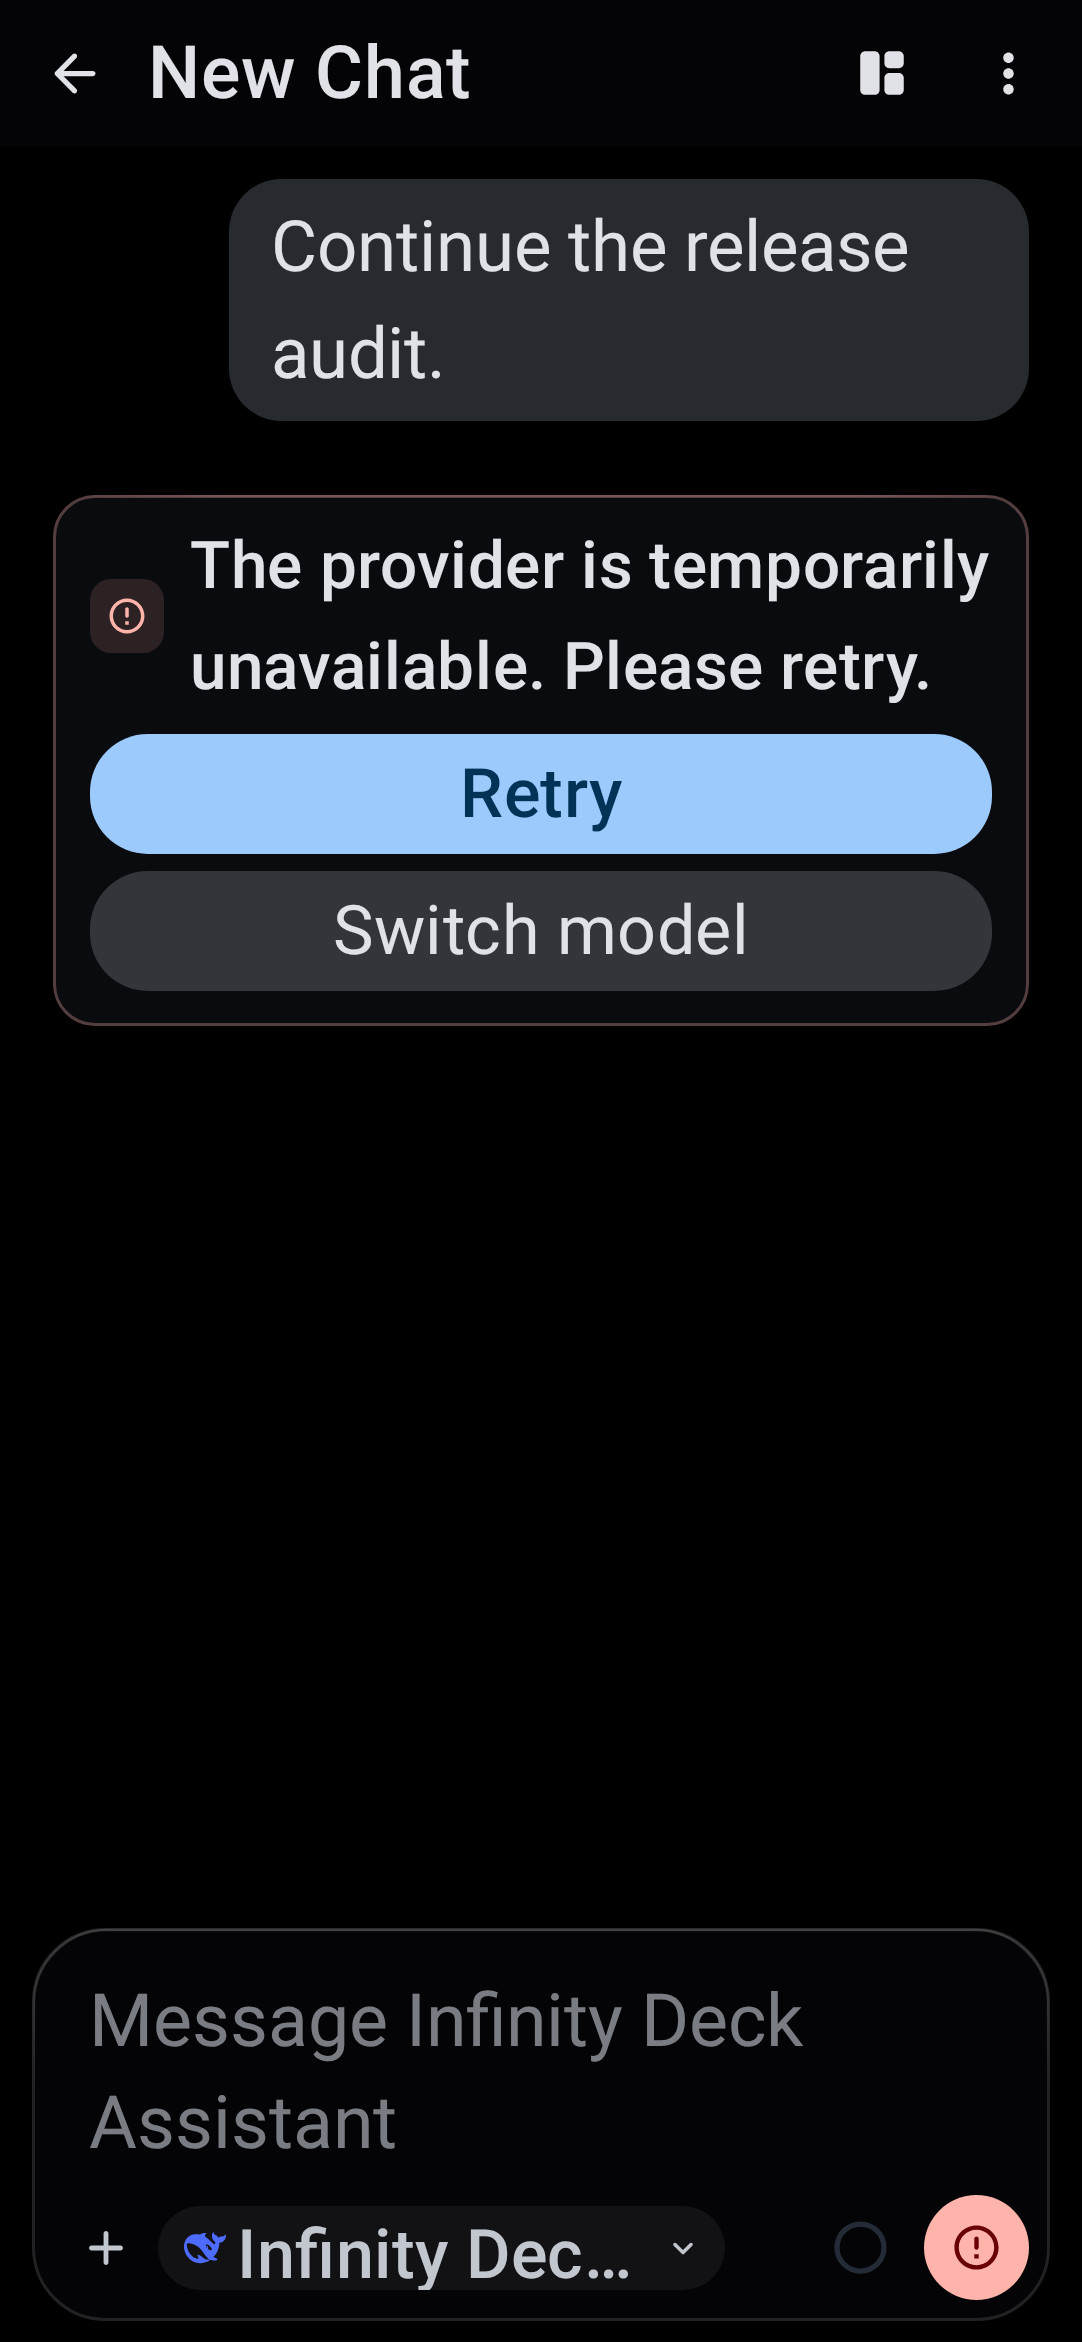 New Chat
Continue the release
audit.
The provider is temporarily
unavailable. Please retry.
Retry
Switch model
Message Infinity Deck
Assistant
Infinity Dec...